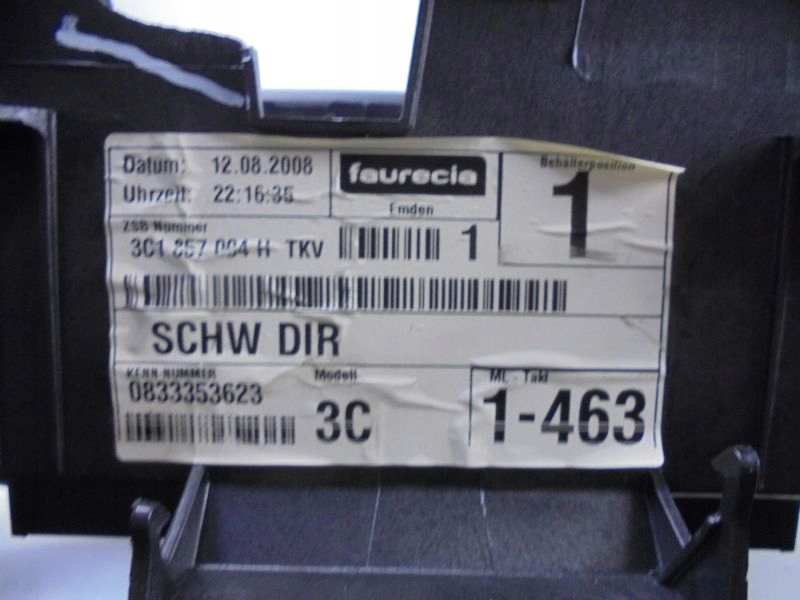 Datum: 12.08.2008
Uhrzeit: 22:16:35
faurecia
Emden
Behälterposition
1
ZSB Nummer
3C1 857 004 H TKV
1
SCHW DIR
KENN-NUMMER
0833353623
Modell
3C
ML - Takt
1-463